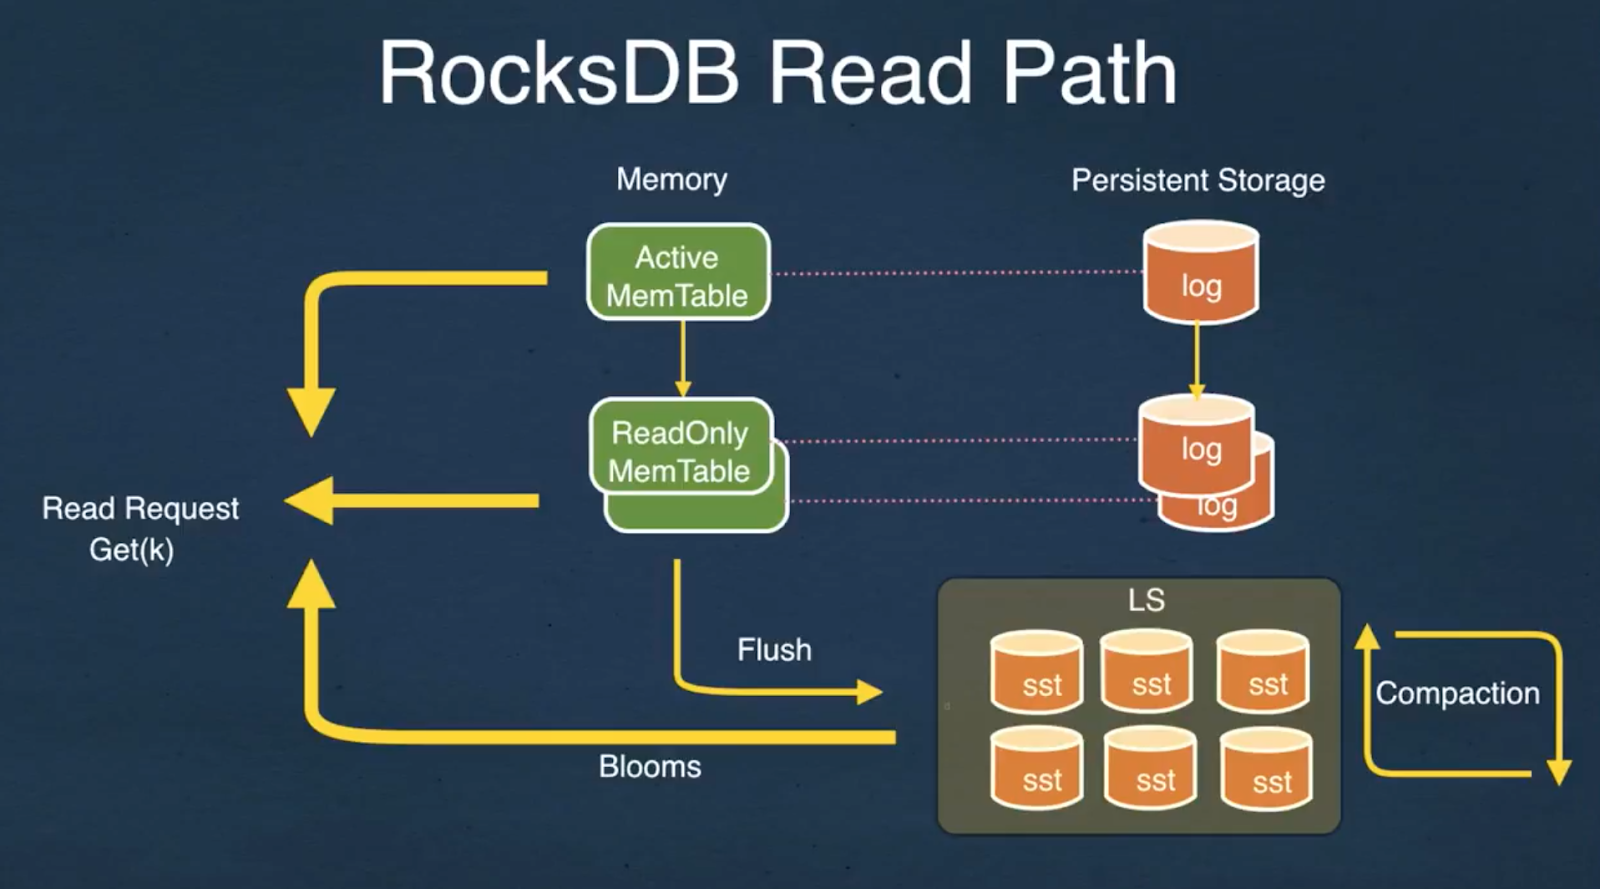 RocksDB Read Path
Memory
Persistent Storage
Active
MemTable
log
ReadOnly
MemTable
log
log
Read Request
Get(k)
LS
Flush
sst
sst
sst
Compaction
Blooms
sst
sst
sst